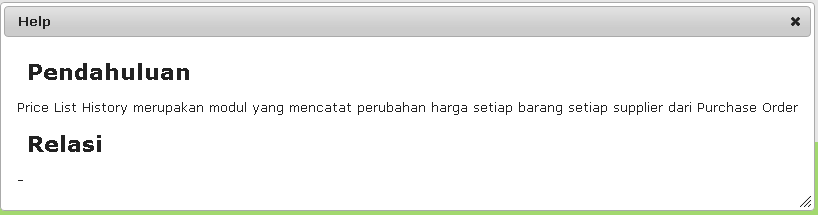 Help
Pendahuluan
Price List History merupakan modul yang mencatat perubahan harga setiap barang setiap supplier dari Purchase Order
Relasi
-